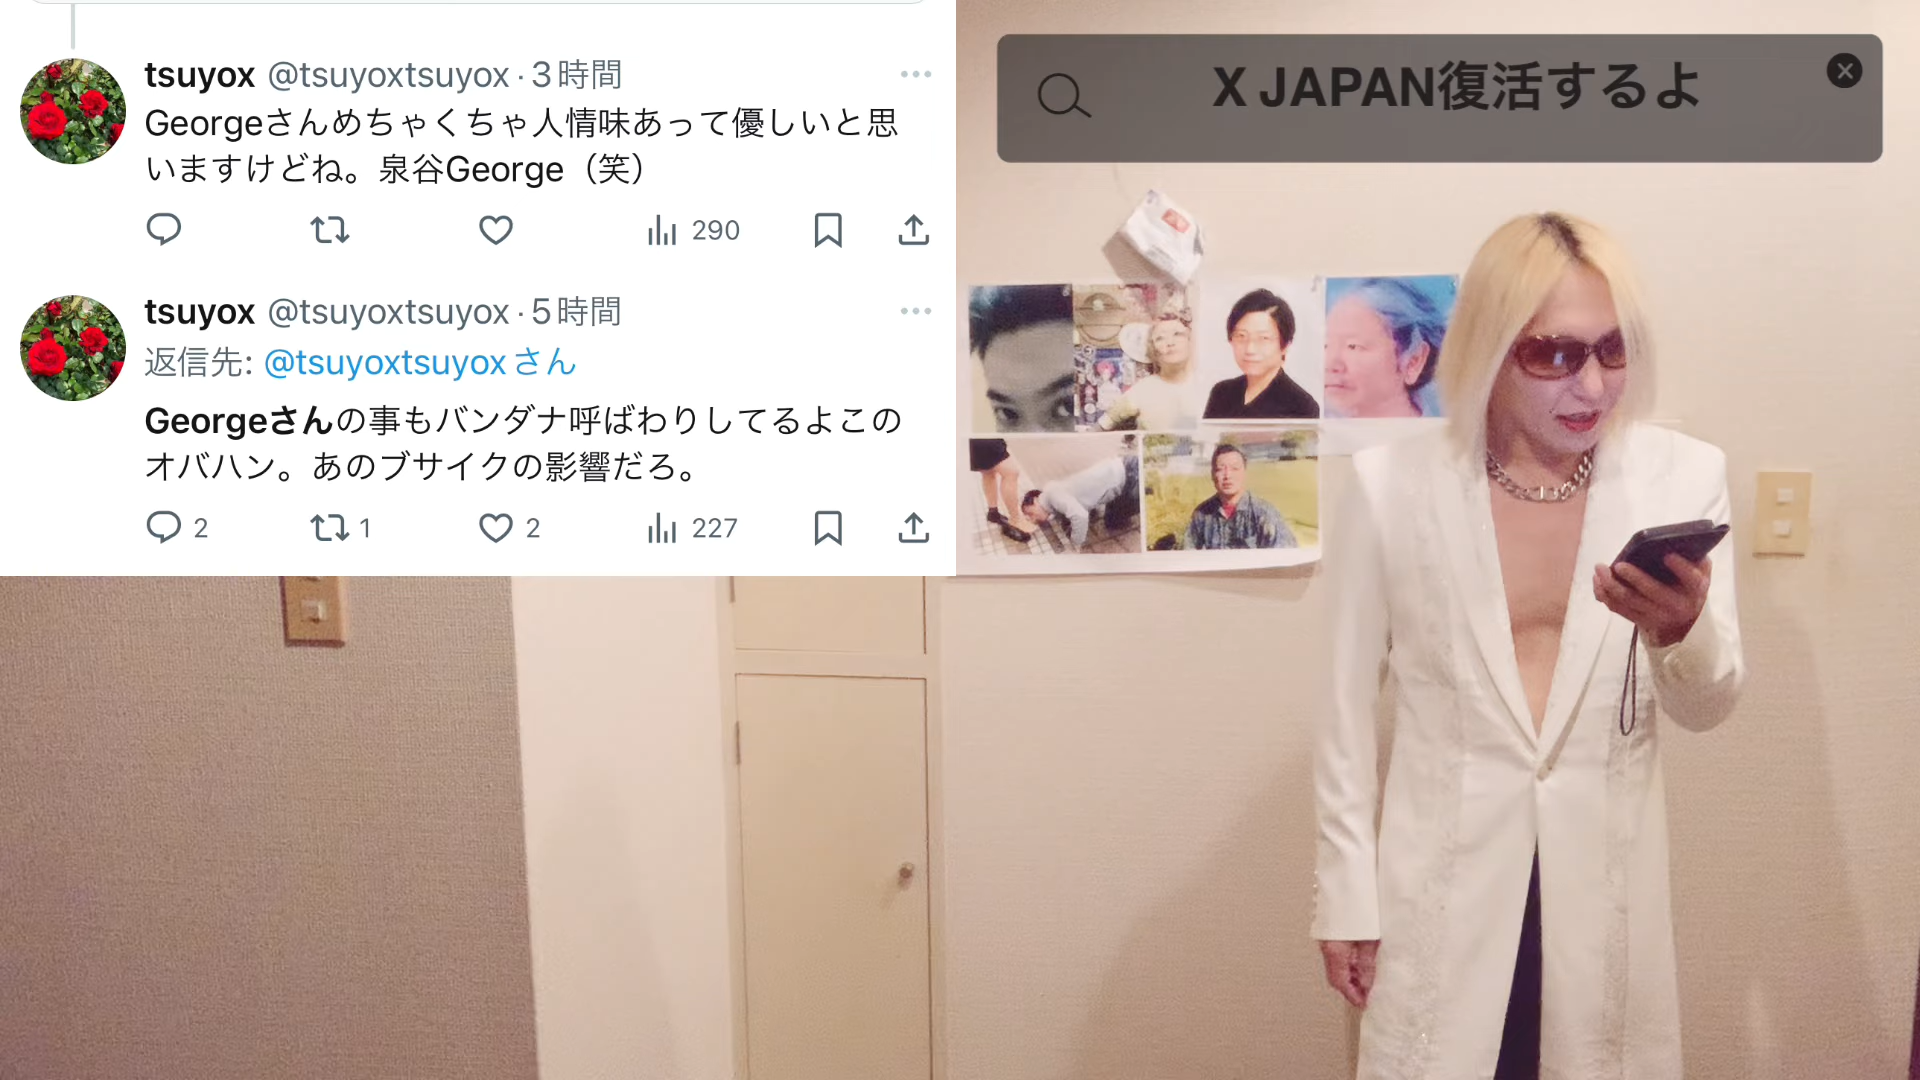 tsuyox @tsuyoxtsuyox · 3時間
Georgeさんめちゃくちゃ人情味あって優しいと思
いますけどね。泉谷George（笑）
290
tsuyox @tsuyoxtsuyox · 5時間
返信先: @tsuyoxtsuyoxさん
Georgeさんの事もバンダナ呼ばわりしてるよこの
オバハン。あのブサイクの影響だろ。
2 1 2 227
X JAPAN復活するよ